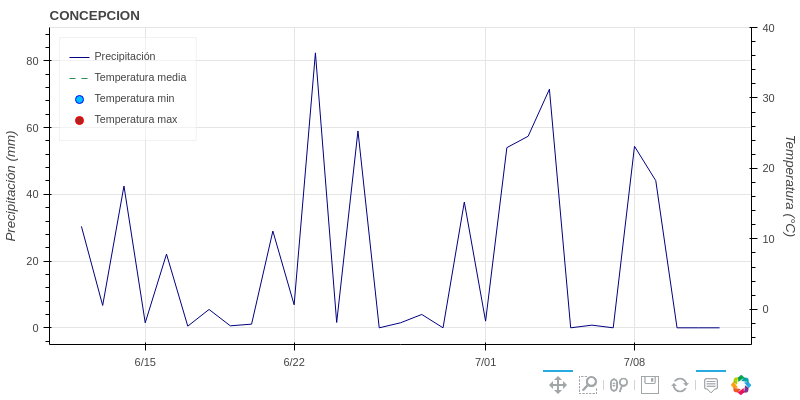 CONCEPCION
Precipitación
Temperatura media
Temperatura min
Temperatura max
Precipitación (mm)
80
60
40
20
0
Temperatura (°C)
40
30
20
10
0
6/15
6/22
7/01
7/08